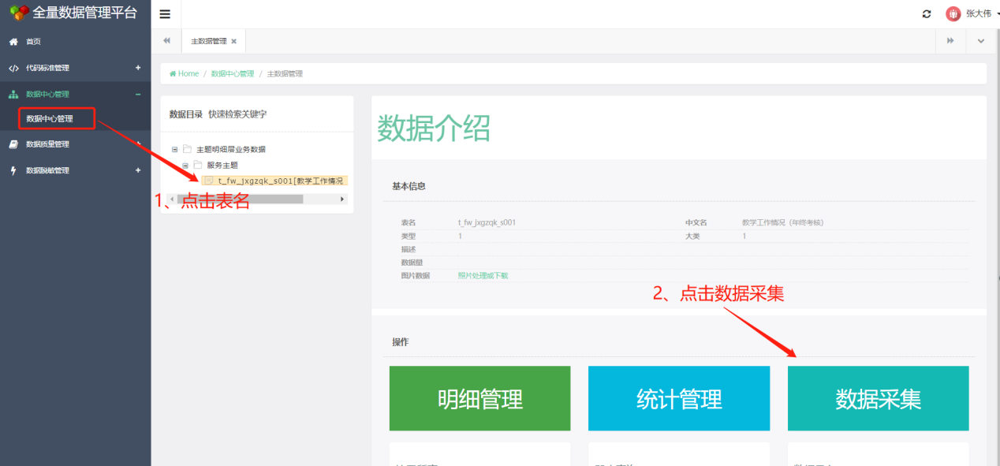 全量数据管理平台
张大伟
首页
代码标准管理
数据中心管理
数据中心管理
数据质量管理
数据脱敏管理
主数据管理
Home / 数据中心管理 / 主数据管理
数据目录 快速检索关键字
主题明细层业务数据
服务主题
t_fw_jxgzqk_s001[教学工作情况
1、点击表名
数据介绍
基本信息
表名 t_fw_jxgzqk_s001 中文名 教学工作情况（年终考核）
类型 1 大类 1
描述
数据量
图片数据 照片处理或下载
2、点击数据采集
操作
明细管理 统计管理 数据采集